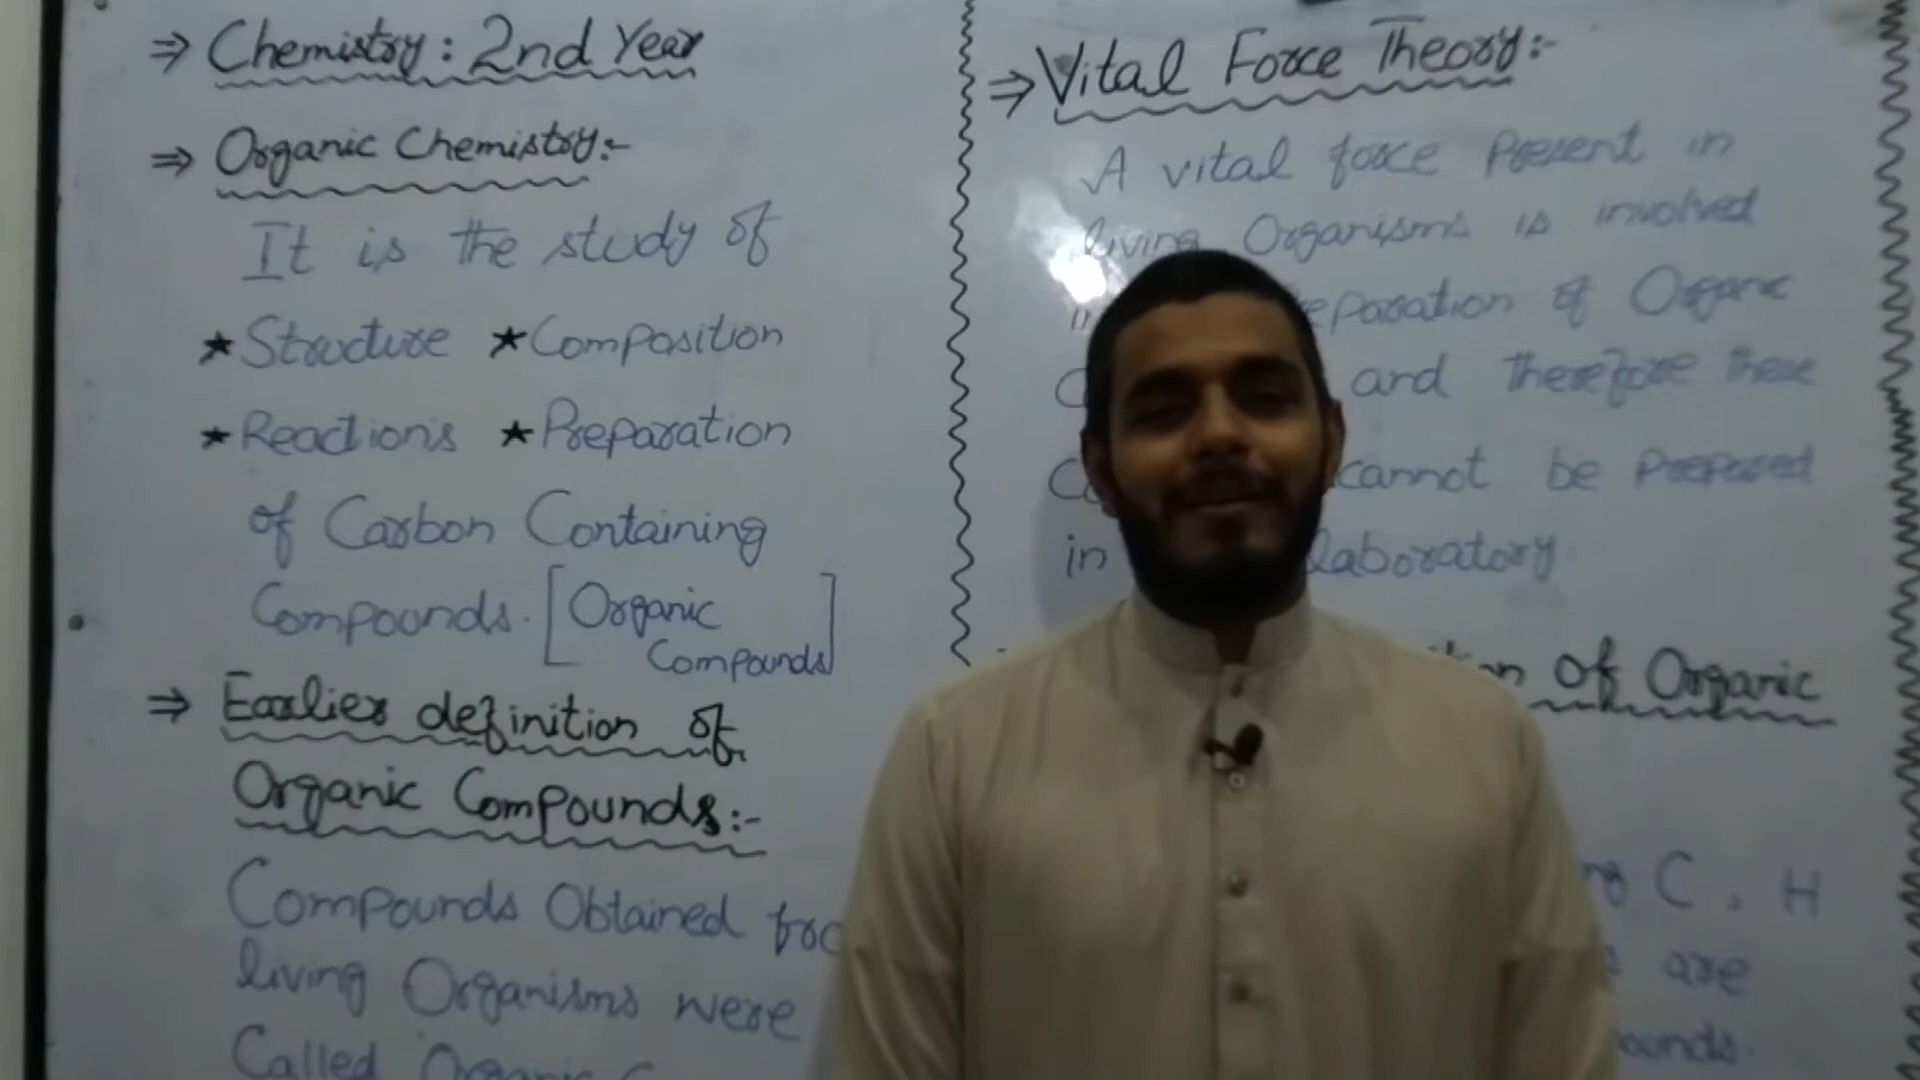 ⇒ Chemistry: 2nd Year
⇒ Organic Chemistry:-
It is the study of
★ Structure ★ Composition
★ Reactions ★ Preparation
of Carbon Containing
Compounds. [Organic
Compounds]
⇒ Earlier definition of
Organic Compounds:-
Compounds Obtained
living Organisms were
Called Organic
⇒ Vital Force Theory:-
A vital force Present in
living Organisms is involved
of Organic
and therefore these
cannot be Prepared
in laboratory
of Organic
C, H
are